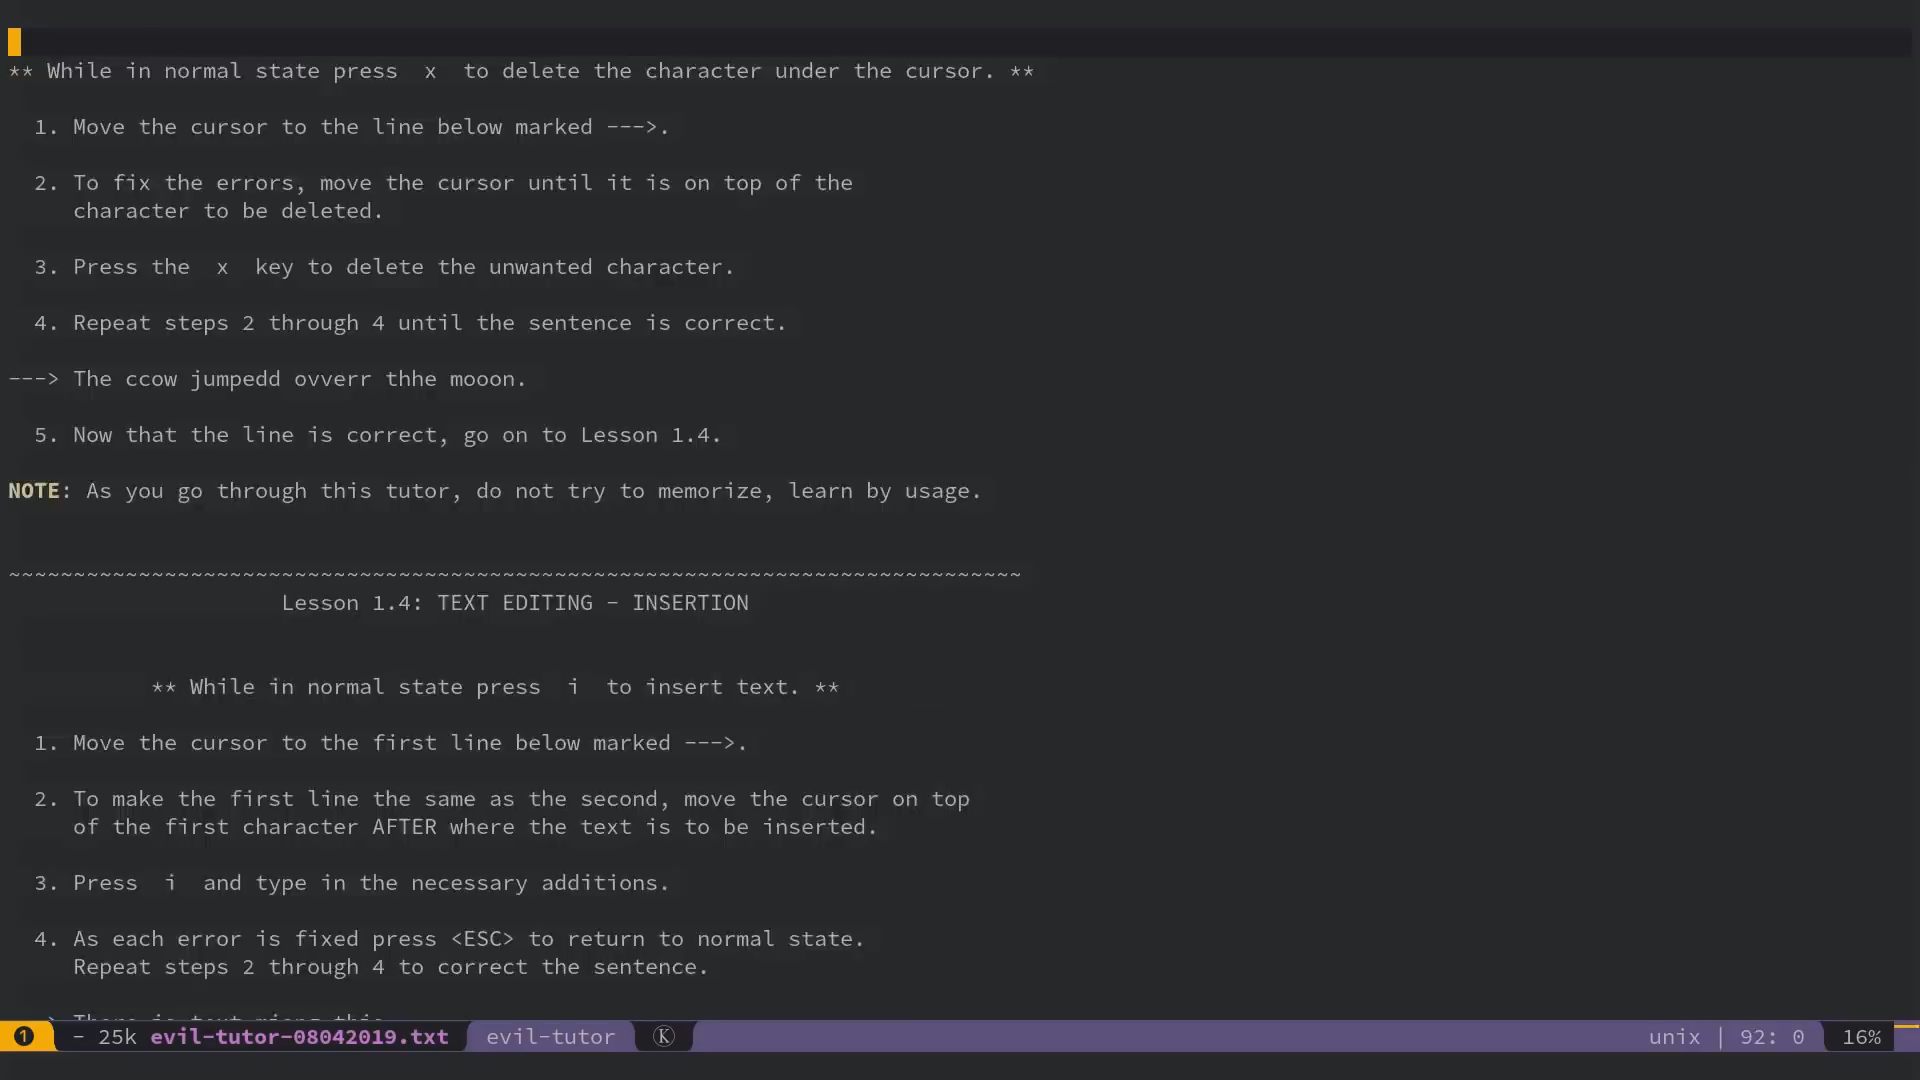 ** While in normal state press  x  to delete the character under the cursor. **
1. Move the cursor to the line below marked --->.
2. To fix the errors, move the cursor until it is on top of the
character to be deleted.
3. Press the  x  key to delete the unwanted character.
4. Repeat steps 2 through 4 until the sentence is correct.
---> The ccow jumpedd ovverr thhe mooon.
5. Now that the line is correct, go on to Lesson 1.4.
NOTE: As you go through this tutor, do not try to memorize, learn by usage.
~~~~~~~~~~~~~~~~~~~~~~~~~~~~~~~~~~~~~~~~~~~~~~~~~~~~~~~~~~~~~~~~~~~~~~~~~~~~~~
Lesson 1.4: TEXT EDITING - INSERTION
** While in normal state press  i  to insert text. **
1. Move the cursor to the first line below marked --->.
2. To make the first line the same as the second, move the cursor on top
of the first character AFTER where the text is to be inserted.
3. Press  i  and type in the necessary additions.
4. As each error is fixed press <ESC> to return to normal state.
Repeat steps 2 through 4 to correct the sentence.
There is text misng this
1 - 25k evil-tutor-08042019.txt evil-tutor K unix | 92: 0 16%